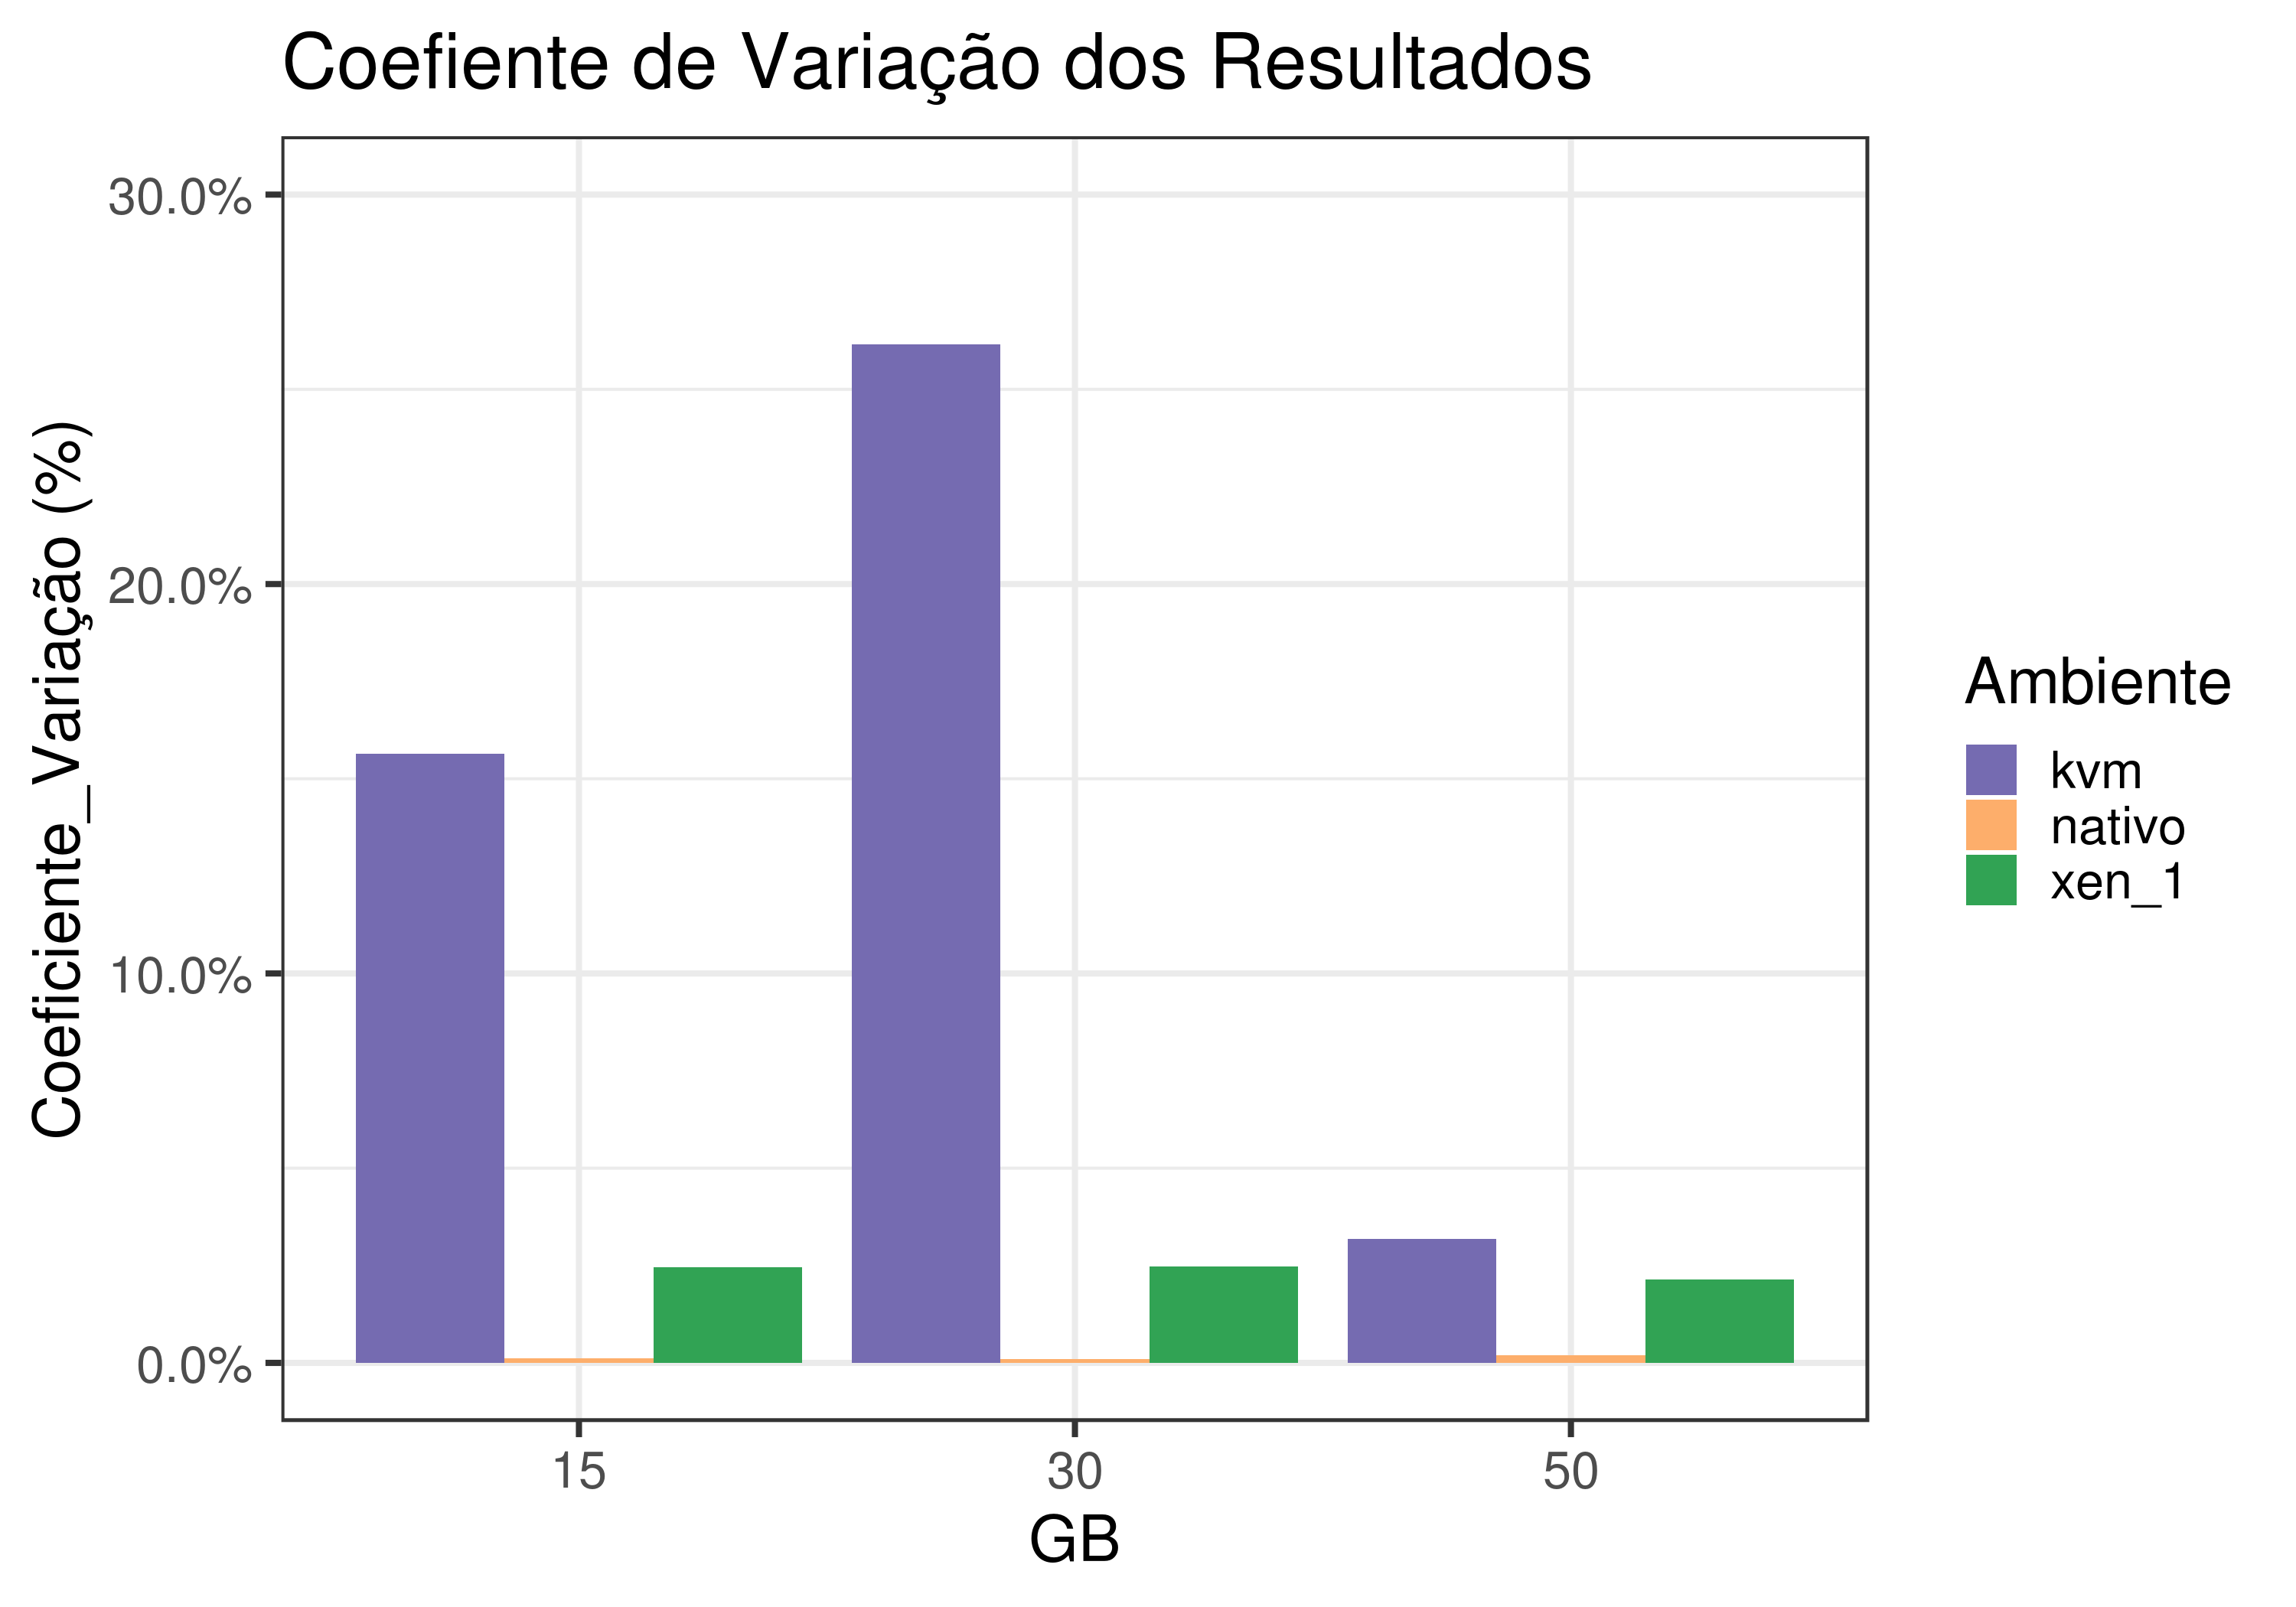 Coefiente de Variação dos Resultados
Coeficiente_Variação (%)
30.0%
20.0%
10.0%
0.0%
15
30
50
GB
Ambiente
kvm
nativo
xen_1